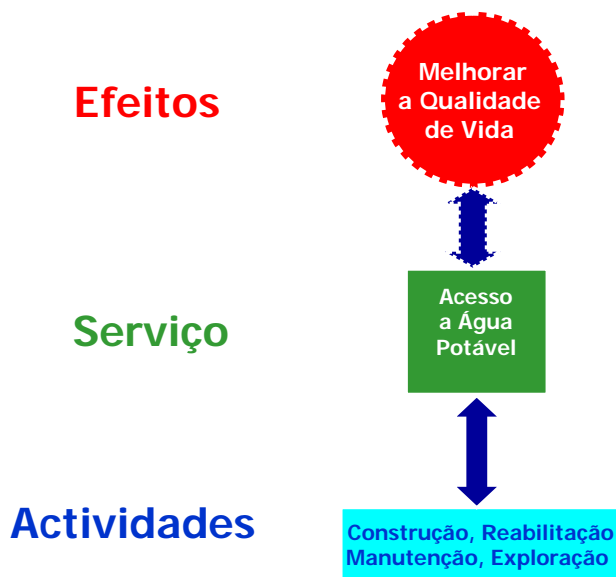 Efeitos
Melhorar
a Qualidade
de Vida
Serviço
Acesso
a Água
Potável
Actividades
Construção, Reabilitação
Manutenção, Exploração